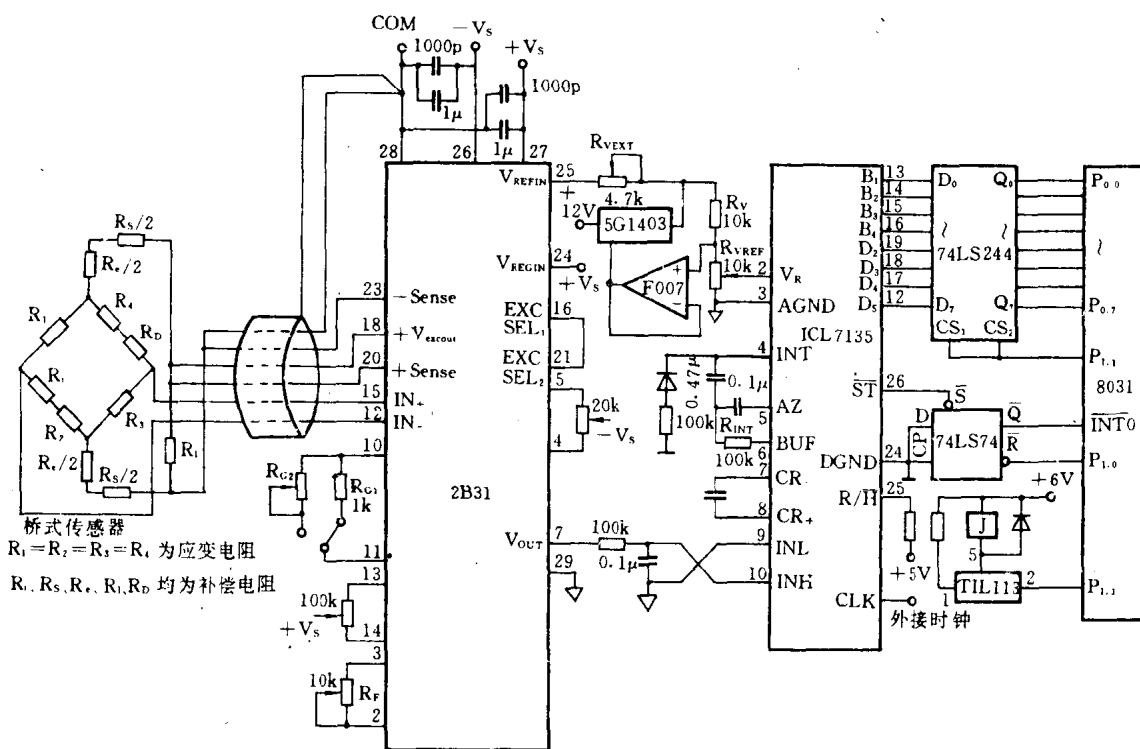 COM
−Vs
+Vs
1000p
1μ
1000p
1μ
28
26
27
25
VREFIN
RVEXT
4.7k
+
12V
5G1403
RV
10k
RVREF
10k
F007
+
−
24
VREGIN
+Vs
EXC
SEL1
16
EXC
SEL2
21
5
20k
−Vs
4
23
−Sense
18
+Vexcout
20
+Sense
15
IN+
12
IN-
10
RG2
RG1
1k
11
13
100k
+Vs
14
3
10k
RF
2
2B31
VOUT
7
29
100k
0.1μ
RS/2
Re/2
R1
R4
RD
R7
R3
Re/2
RS/2
桥式传感器
R1=R2=R3=R4 为应变电阻
均为补偿电阻
2
VR
3
AGND
ICL7135
4
INT
0.47μ
0.1μ
100k
AZ
5
RINT
100k
BUF
6
7
CR
8
CR+
9
INL
10
INH
B1
13
B2
14
B3
15
B4
16
D2
19
D3
18
D4
17
D5
12
D0
Q0
~
~
74LS244
D7
Q7
CS1
CS2
P0.0
~
P0.7
P1.1
8031
ST
26
S
D
CP
Q
R
74LS74
INT0
P1.0
DGND
24
R/H
25
+5V
+6V
J
5
TIL113
1
2
P1.3
CLK
外接时钟